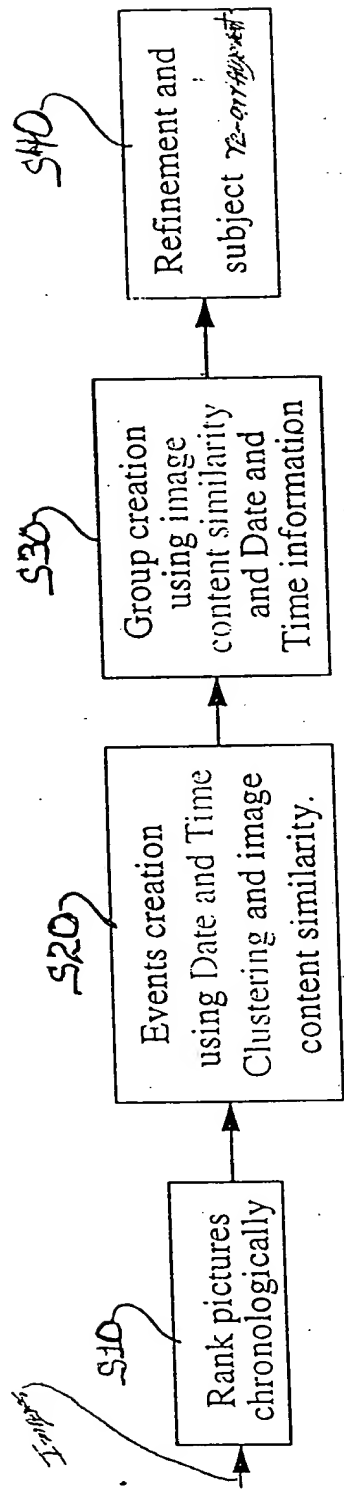 S10
Rank pictures
chronologically
S20
Events creation
using Date and Time
Clustering and image
content similarity.
S30
Group creation
using image
content similarity
and Date and
Time information
S40
Refinement and
subject